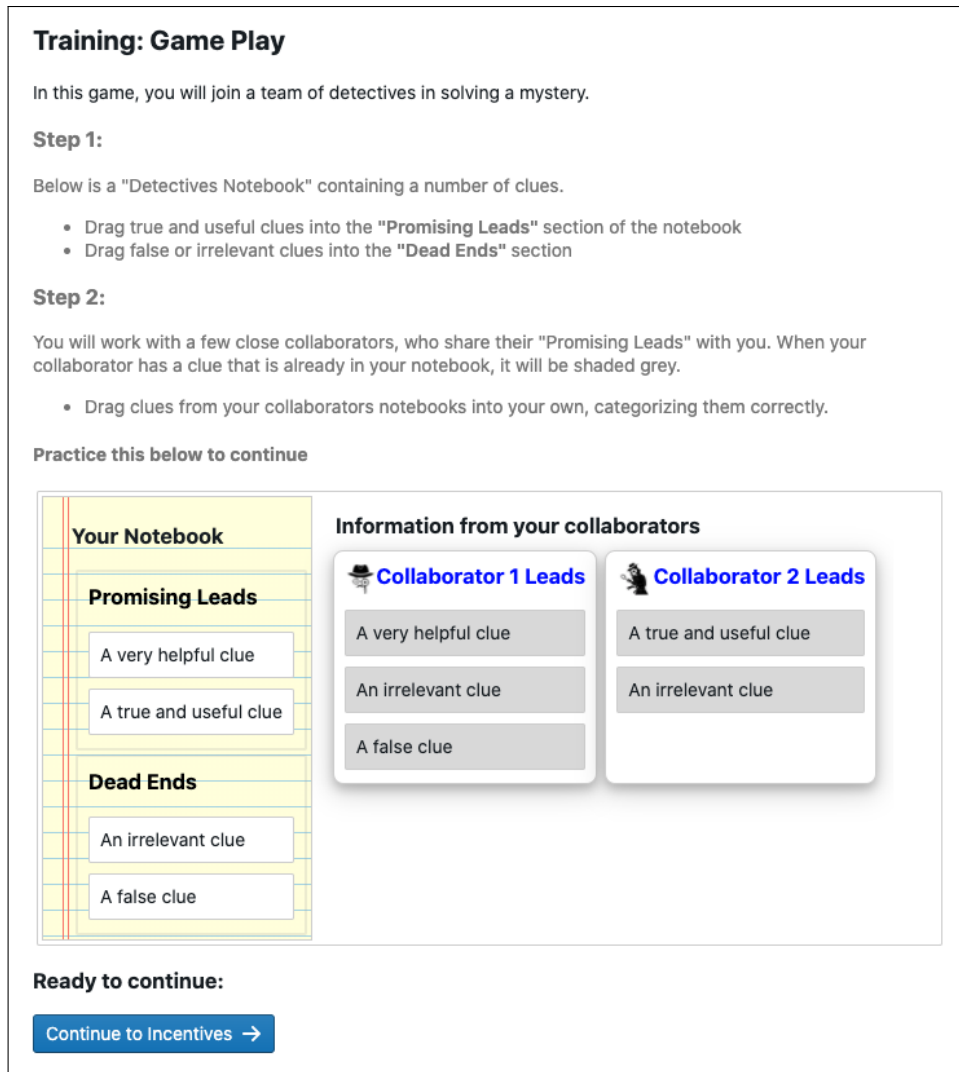 Training: Game Play
In this game, you will join a team of detectives in solving a mystery.
Step 1:
Below is a "Detectives Notebook" containing a number of clues.
• Drag true and useful clues into the "Promising Leads" section of the notebook
• Drag false or irrelevant clues into the "Dead Ends" section
Step 2:
You will work with a few close collaborators, who share their "Promising Leads" with you. When your
collaborator has a clue that is already in your notebook, it will be shaded grey.
• Drag clues from your collaborators notebooks into your own, categorizing them correctly.
Practice this below to continue
Your Notebook
Promising Leads
A very helpful clue
A true and useful clue
Dead Ends
An irrelevant clue
A false clue
Information from your collaborators
Collaborator 1 Leads
A very helpful clue
An irrelevant clue
A false clue
Collaborator 2 Leads
A true and useful clue
An irrelevant clue
Ready to continue:
Continue to Incentives →